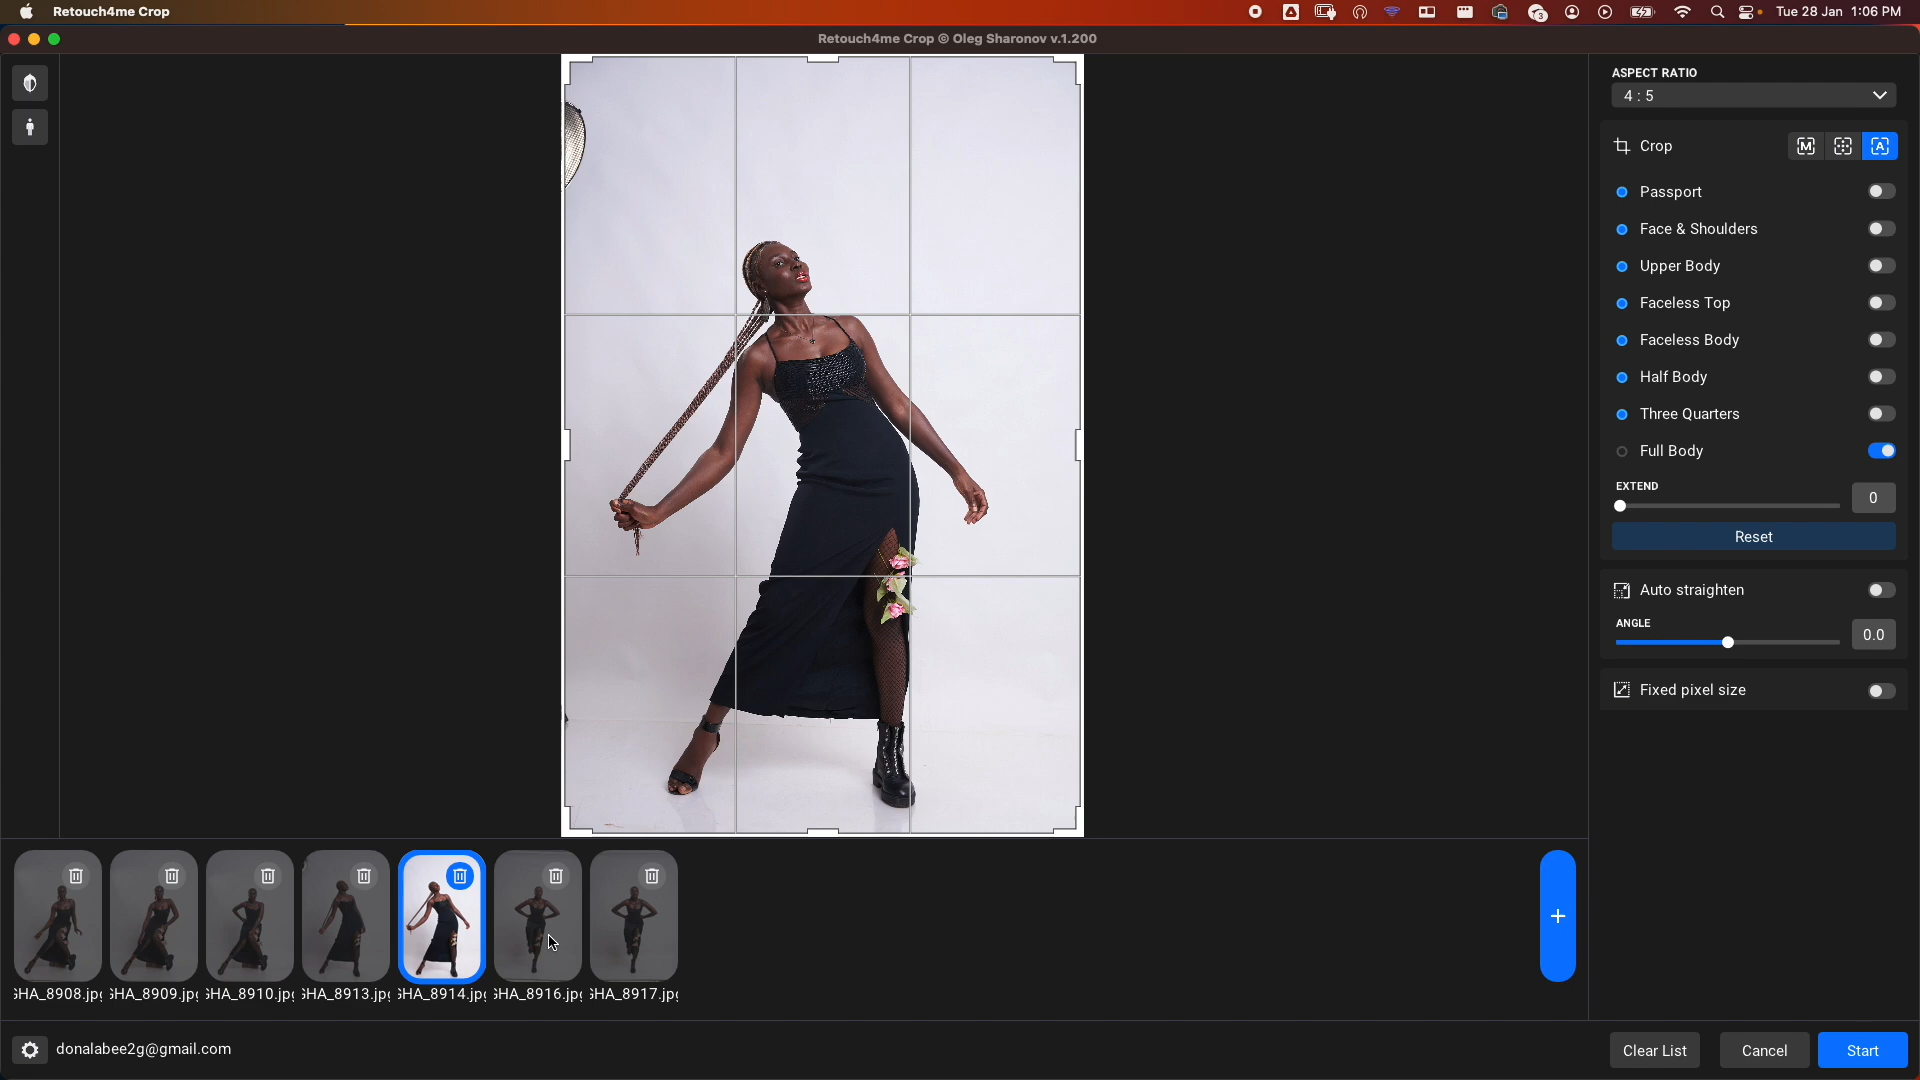 Retouch4me Crop
3
Tue 28 Jan 1:06 PM
Retouch4me Crop © Oleg Sharonov v.1.200
ASPECT RATIO
4 : 5
Crop
M
A
Passport
Face & Shoulders
Upper Body
Faceless Top
Faceless Body
Half Body
Three Quarters
Full Body
EXTEND
0
Reset
Auto straighten
ANGLE
0.0
Fixed pixel size
+
HA_8908.jp HA_8909.jp HA_8910.jp HA_8913.jp HA_8914.jp HA_8916.jp HA_8917.jp
donalabee2g@gmail.com
Clear List
Cancel
Start